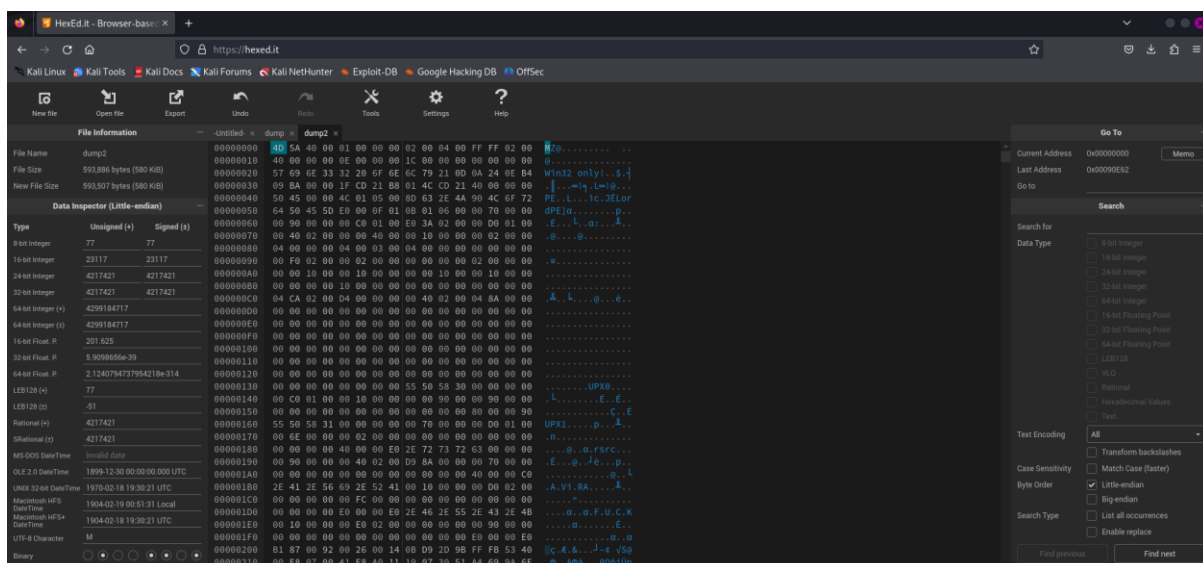 HexEd.it - Browser-based
https://hexed.it
Kali Linux Kali Tools Kali Docs Kali Forums Kali NetHunter Exploit-DB Google Hacking DB OffSec
New file Open file Export Undo Redo Tools Settings Help
File Information
File Name dump2
File Size 593,886 bytes (580 KiB)
New File Size 593,507 bytes (580 KiB)
Data Inspector (Little-endian)
Type Unsigned (+) Signed (±)
8-bit Integer 77 77
16-bit Integer 23117 23117
24-bit Integer 4217421 4217421
32-bit Integer 4217421 4217421
64-bit Integer (+) 4299184717
64-bit Integer (±) 4299184717
16-bit Float. P. 201.625
32-bit Float. P. 5.9098656e-39
64-bit Float. P. 2.1240794737954218e-314
LEB128 (+) 77
LEB128 (±) -51
Rational (+) 4217421
SRational (±) 4217421
MS-DOS DateTime Invalid date
OLE 2.0 DateTime 1899-12-30 00:00:00.000 UTC
UNIX 32-bit DateTime 1970-02-18 19:30:21 UTC
Macintosh HFS DateTime 1904-02-19 00:51:31 Local
Macintosh HFS+ DateTime 1904-02-18 19:30:21 UTC
UTF-8 Character M
Binary
-Untitled- dump dump2
00000000 4D 5A 40 00 01 00 00 00 02 00 04 00 FF FF 02 00
00000010 40 00 00 00 0E 00 00 00 1C 00 00 00 00 00 00 00
00000020 57 69 6E 33 32 20 6F 6E 6C 79 21 0D 0A 24 0E B4 Win32 only!
00000030 09 BA 00 00 1F CD 21 B8 01 4C CD 21 40 00 00 00
00000040 50 45 00 00 4C 01 05 00 8D 63 2E 4A 90 4C 6F 72
00000050 64 50 45 5D E0 00 0F 01 0B 01 06 00 00 70 00 00
00000060 00 90 00 00 00 C0 01 00 E0 3A 02 00 00 D0 01 00
00000070 00 40 02 00 00 00 40 00 00 10 00 00 00 02 00 00
00000080 04 00 00 00 04 00 03 00 04 00 00 00 00 00 00 00
00000090 00 F0 02 00 00 02 00 00 00 00 00 00 02 00 00 00
000000A0 00 00 10 00 00 10 00 00 00 00 10 00 00 10 00 00
000000B0 00 00 00 00 10 00 00 00 00 00 00 00 00 00 00 00
000000C0 04 CA 02 00 D4 00 00 00 00 40 02 00 04 8A 00 00
000000D0 00 00 00 00 00 00 00 00 00 00 00 00 00 00 00 00
000000E0 00 00 00 00 00 00 00 00 00 00 00 00 00 00 00 00
000000F0 00 00 00 00 00 00 00 00 00 00 00 00 00 00 00 00
00000100 00 00 00 00 00 00 00 00 00 00 00 00 00 00 00 00
00000110 00 00 00 00 00 00 00 00 00 00 00 00 00 00 00 00
00000120 00 00 00 00 00 00 00 00 00 00 00 00 00 00 00 00
00000130 00 00 00 00 00 00 00 00 55 50 58 30 00 00 00 00 ........UPX0....
00000140 00 C0 01 00 00 10 00 00 00 00 90 00 00 90 00 00
00000150 00 00 00 00 00 00 00 00 00 00 00 00 80 00 00 90
00000160 55 50 58 31 00 00 00 00 00 70 00 00 00 D0 01 00
00000170 00 6E 00 00 00 02 00 00 00 00 00 00 00 00 00 00
00000180 00 00 00 00 40 00 00 E0 2E 72 73 72 63 00 00 00
00000190 00 90 00 00 00 40 02 00 D9 8A 00 00 00 70 00 00
000001A0 00 00 00 00 00 00 00 00 00 00 00 00 40 00 00 C0
000001B0 2E 41 2E 56 69 2E 52 41 00 10 00 00 00 D0 02 00
000001C0 00 00 00 00 00 FC 00 00 00 00 00 00 00 00 00 00
000001D0 00 00 00 00 E0 00 00 E0 2E 46 2E 55 2E 43 2E 4B
000001E0 00 10 00 00 00 E0 02 00 00 00 00 00 00 90 00 00
000001F0 00 00 00 00 00 00 00 00 00 00 00 00 E0 00 00 E0
00000200 B1 87 00 92 00 26 00 14 0B D9 2D 9B FF FB 53 40
Go To
Current Address 0x00000000 Memo
Last Address 0x00090E62
Go to
Search
Search for
Data Type 8-bit Integer
16-bit Integer
24-bit Integer
32-bit Integer
64-bit Integer
16-bit Floating Point
32-bit Floating Point
64-bit Floating Point
LEB128
VLQ
Rational
Hexadecimal Values
Text
Text Encoding All
Transform backslashes
Case Sensitivity Match Case (faster)
Byte Order Little-endian
Big-endian
Search Type List all occurrences
Enable replace
Find previous Find next